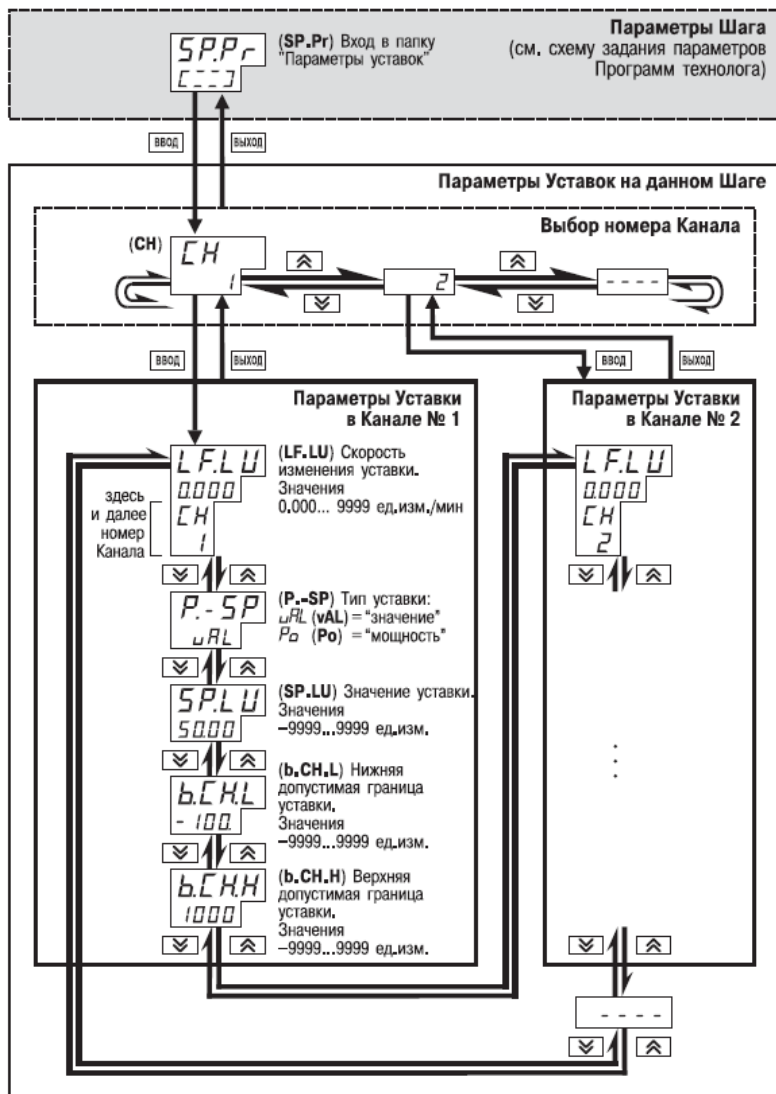 Параметры Шага
(см. схему задания параметров
Программ технолога)
SP.Pr
[---]
(SP.Pr) Вход в папку
"Параметры уставок"
ВВОД
ВЫХОД
Параметры Уставок на данном Шаге
Выбор номера Канала
(CH)
CH
1
2
- - - -
ВВОД
ВЫХОД
ВВОД
ВЫХОД
Параметры Уставки
в Канале № 1
LF.LU
0.000
CH
1
здесь
и далее
номер
Канала
(LF.LU) Скорость
изменения уставки.
Значения
0.000... 9999 ед.изм./мин
P.-SP
vAL
(P.-SP) Тип уставки:
vAL (vAL) = "значение"
Po (Po) = "мощность"
SP.LU
50.00
(SP.LU) Значение уставки.
Значения
–9999...9999 ед.изм.
b.CH.L
- 100.
(b.CH.L) Нижняя
допустимая граница
уставки.
Значения
–9999...9999 ед.изм.
b.CH.H
1000
(b.CH.H) Верхняя
допустимая граница
уставки.
Значения
–9999...9999 ед.изм.
Параметры Уставки
в Канале № 2
LF.LU
0.000
CH
2
- - - -